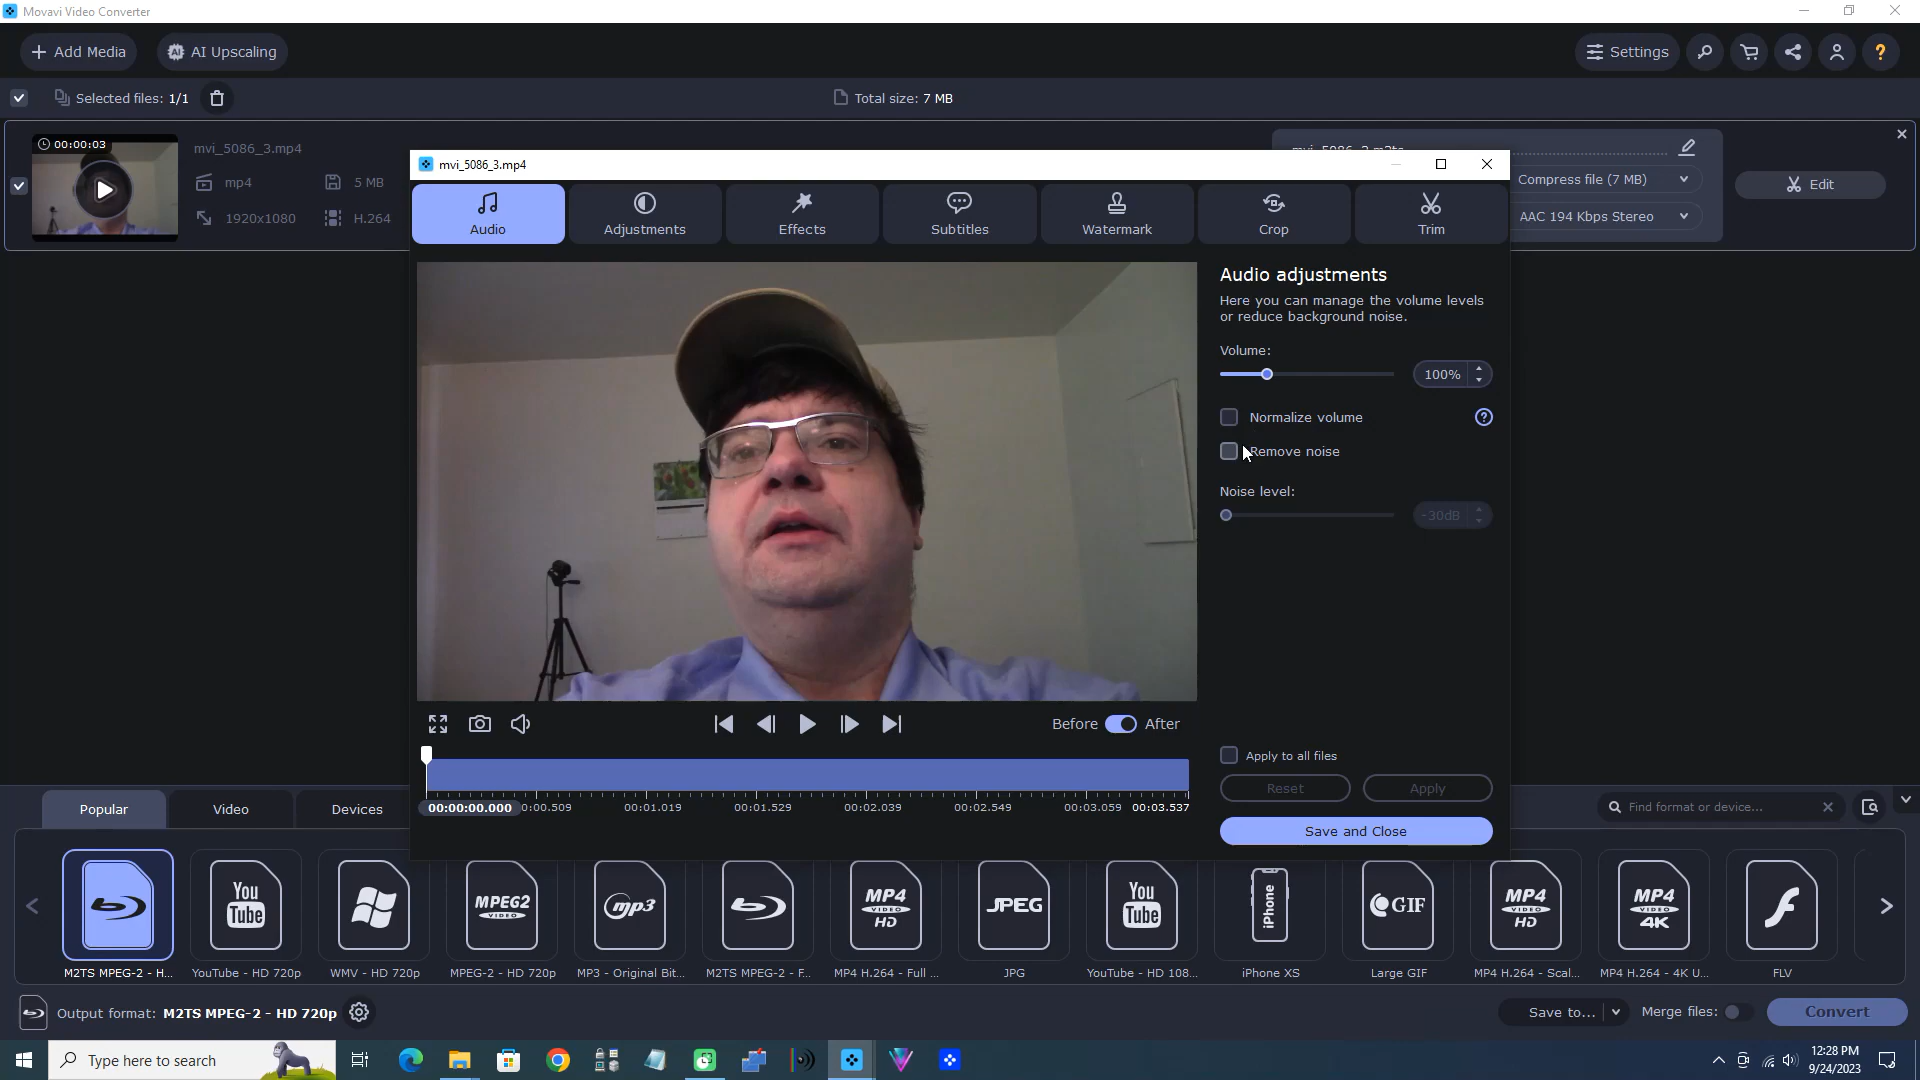 Movavi Video Converter
Add Media
AI Upscaling
Settings
Selected files: 1/1
Total size: 7 MB
00:00:03
mvi_5086_3.mp4
mp4
5 MB
1920x1080
H.264
Compress file (7 MB)
AAC 194 Kbps Stereo
Edit
mvi_5086_3.mp4
Audio
Adjustments
Effects
Subtitles
Watermark
Crop
Trim
Audio adjustments
Here you can manage the volume levels
or reduce background noise.
Volume:
100%
Normalize volume
Remove noise
Noise level:
-30dB
Before
After
00:00:00.000
0:00.509
00:01.019
00:01.529
00:02.039
00:02.549
00:03.059
00:03.537
Apply to all files
Reset
Apply
Save and Close
Popular
Video
Devices
Find format or device...
You
Tube
MPEG2
VIDEO
mp3
MP4
VIDEO
HD
JPEG
You
Tube
iPhone
GIF
MP4
VIDEO
HD
MP4
VIDEO
4K
M2TS MPEG-2 - H...
YouTube - HD 720p
WMV - HD 720p
MPEG-2 - HD 720p
MP3 - Original Bit...
M2TS MPEG-2 - F...
MP4 H.264 - Full ...
JPG
YouTube - HD 108...
iPhone XS
Large GIF
MP4 H.264 - Scal...
MP4 H.264 - 4K U...
FLV
Output format: M2TS MPEG-2 - HD 720p
Save to...
Merge files:
Convert
Type here to search
12:28 PM
9/24/2023